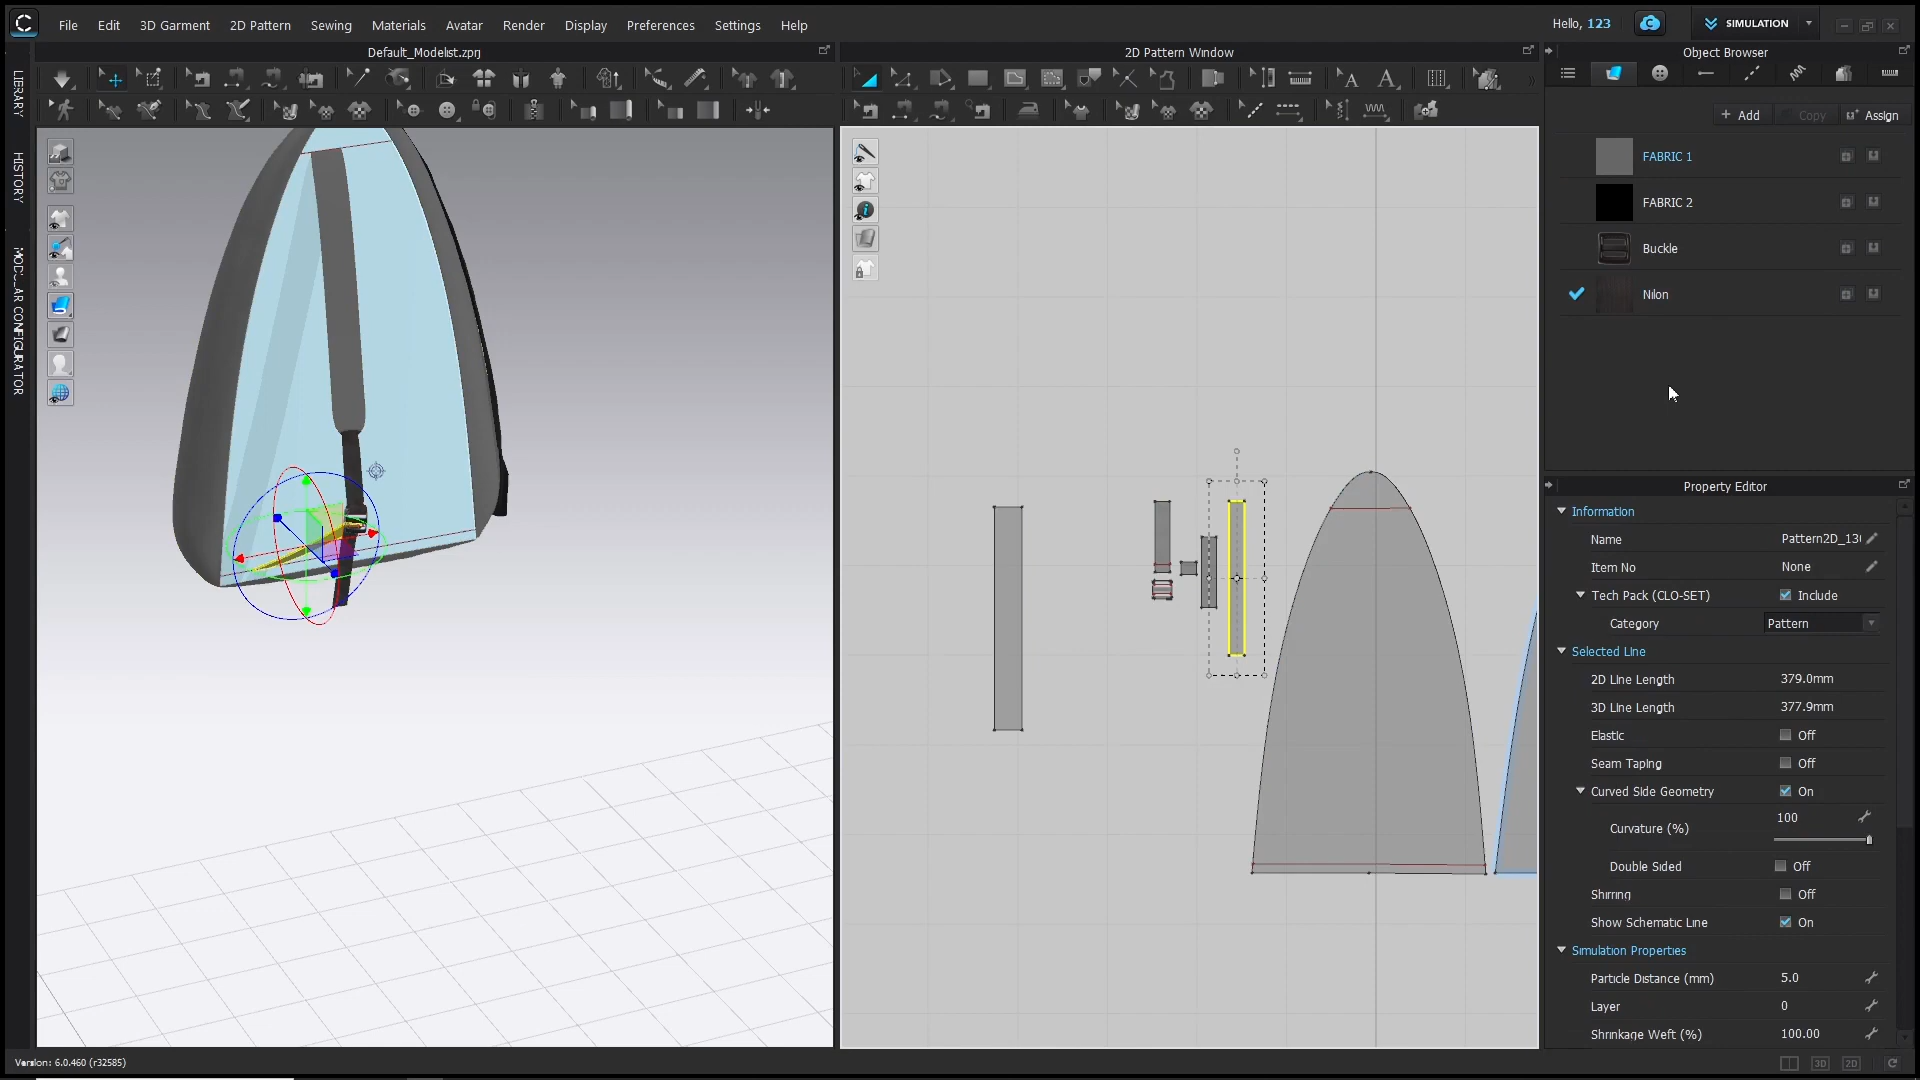 File Edit 3D Garment 2D Pattern Sewing Materials Avatar Render Display Preferences Settings Help
Hello, 123
SIMULATION
Default_Modelist.zprj
2D Pattern Window
Object Browser
LIBRARY
HISTORY
MODULAR CONFIGURATOR
+ Add
Copy
Assign
FABRIC 1
FABRIC 2
Buckle
Nilon
Property Editor
Information
Name Pattern2D_13
Item No None
Tech Pack (CLO-SET) Include
Category Pattern
Selected Line
2D Line Length 379.0mm
3D Line Length 377.9mm
Elastic Off
Seam Taping Off
Curved Side Geometry On
Curvature (%) 100
Double Sided Off
Shirring Off
Show Schematic Line On
Simulation Properties
Particle Distance (mm) 5.0
Layer 0
Shrinkage Weft (%) 100.00
Version: 6.0.460 (r32585)
3D
2D